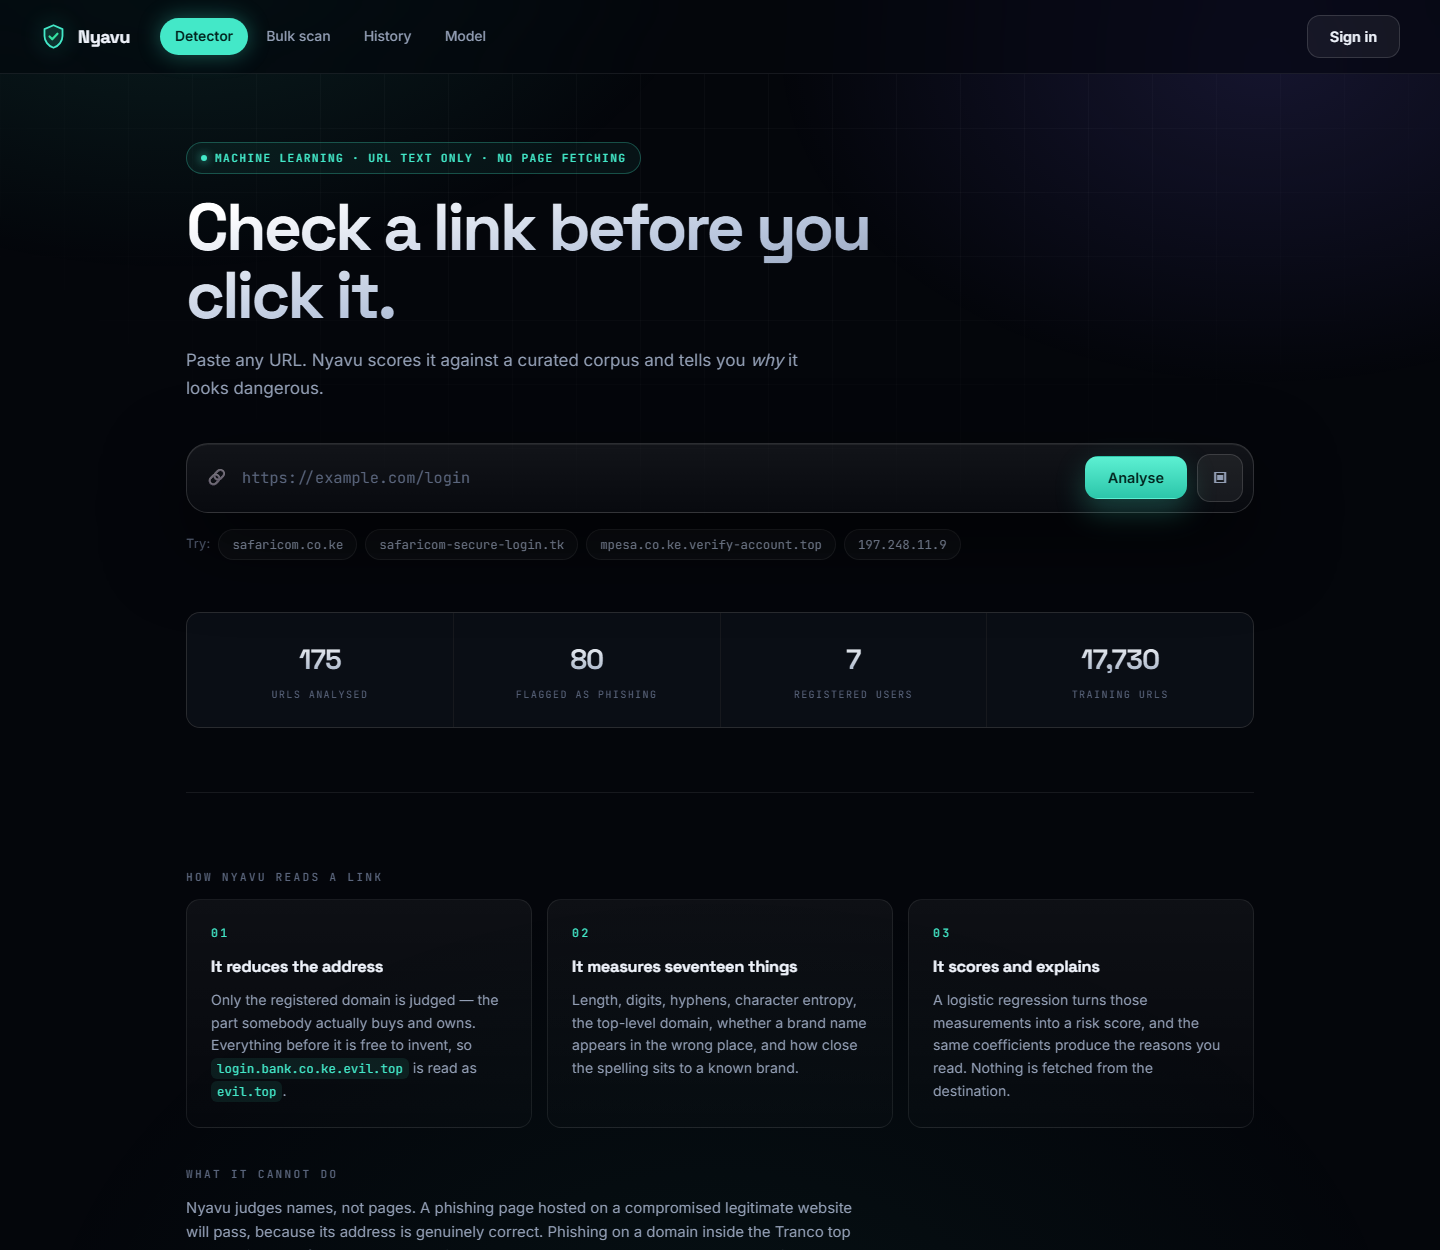 Nyavu
Detector
Bulk scan
History
Model
Sign in
MACHINE LEARNING · URL TEXT ONLY · NO PAGE FETCHING
Check a link before you
click it.
Paste any URL. Nyavu scores it against a curated corpus and tells you why it
looks dangerous.
https://example.com/login
Analyse
Try:
safaricom.co.ke
safaricom-secure-login.tk
mpesa.co.ke.verify-account.top
197.248.11.9
175
URLS ANALYSED
80
FLAGGED AS PHISHING
7
REGISTERED USERS
17,730
TRAINING URLS
HOW NYAVU READS A LINK
01
It reduces the address
Only the registered domain is judged — the
part somebody actually buys and owns.
Everything before it is free to invent, so
login.bank.co.ke.evil.top is read as
evil.top.
02
It measures seventeen things
Length, digits, hyphens, character entropy,
the top-level domain, whether a brand name
appears in the wrong place, and how close
the spelling sits to a known brand.
03
It scores and explains
A logistic regression turns those
measurements into a risk score, and the
same coefficients produce the reasons you
read. Nothing is fetched from the
destination.
WHAT IT CANNOT DO
Nyavu judges names, not pages. A phishing page hosted on a compromised legitimate website
will pass, because its address is genuinely correct. Phishing on a domain inside the Tranco top